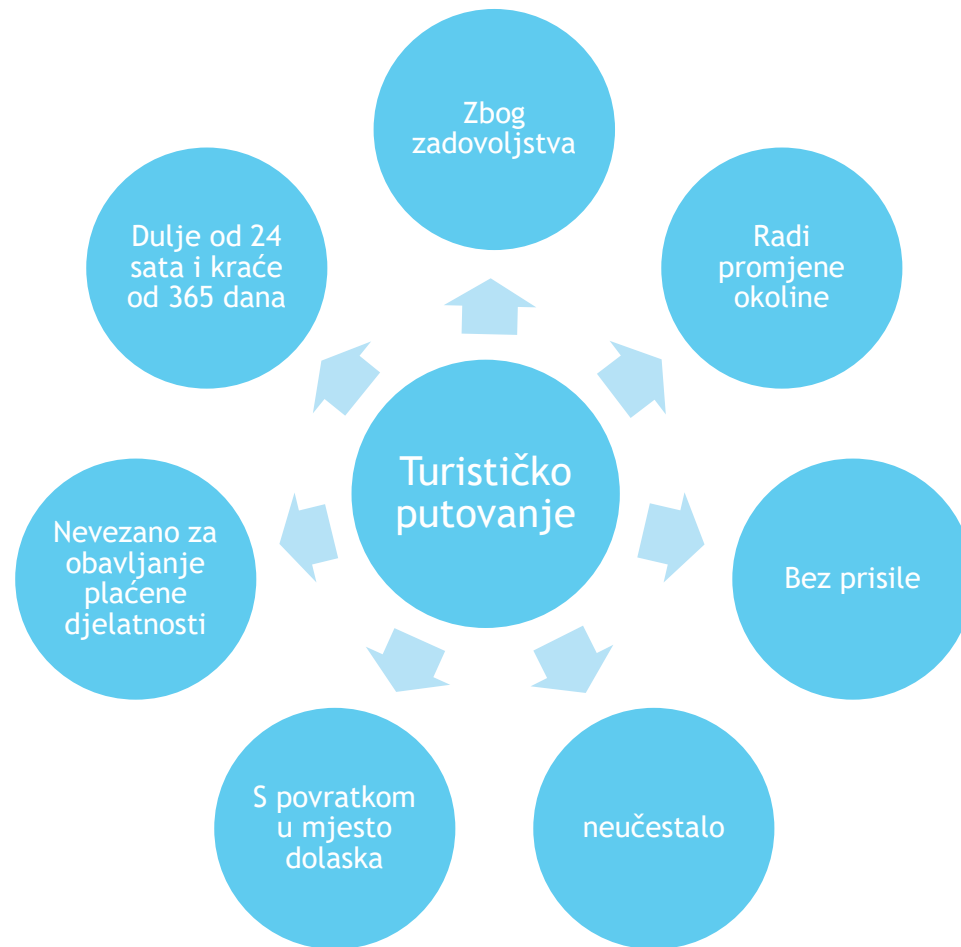 Zbog
zadovoljstva
Radi
promjene
okoline
Bez prisile
neučestalo
S povratkom
u mjesto
dolaska
Nevezano za
obavljanje
plaćene
djelatnosti
Dulje od 24
sata i kraće
od 365 dana
Turističko
putovanje